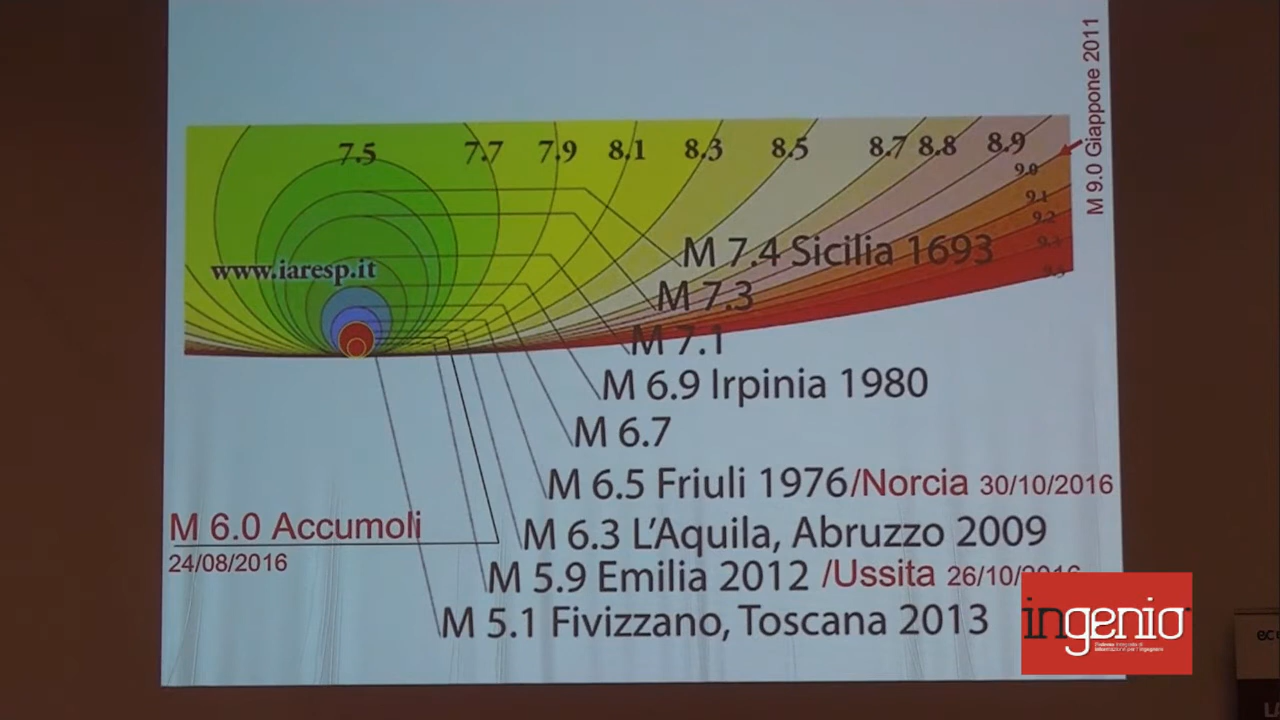 M 9.0 Giappone 2011
7.5 7.7 7.9 8.1 8.3 8.5 8.7 8.8 8.9
9.0
9.1
9.2
www.iaresp.it
M 7.4 Sicilia 1693
M 7.3
M 7.1
M 6.9 Irpinia 1980
M 6.7
M 6.5 Friuli 1976/Norcia 30/10/2016
M 6.0 Accumoli
24/08/2016
M 6.3 L'Aquila, Abruzzo 2009
M 5.9 Emilia 2012 /Ussita 26/10/2016
M 5.1 Fivizzano, Toscana 2013
ingenio